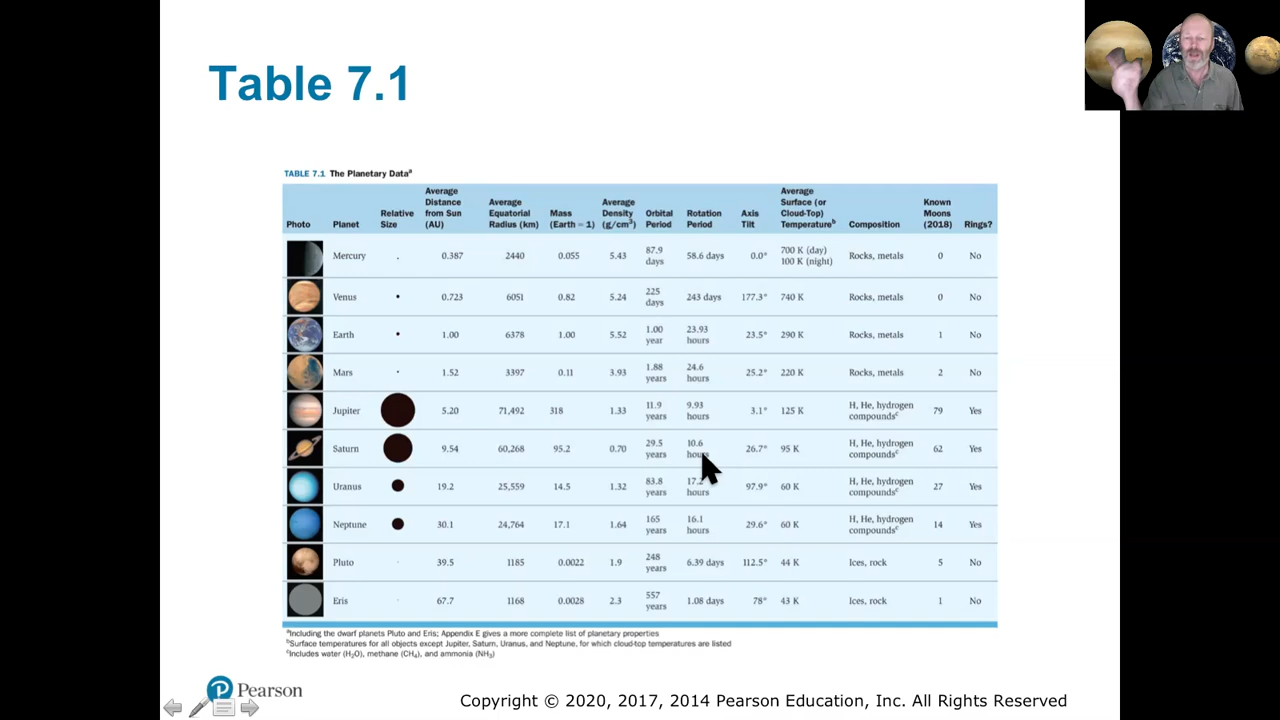 Table 7.1
TABLE 7.1 The Planetary Dataᵃ
Photo Planet Relative Size Average Distance from Sun (AU) Average Equatorial Radius (km) Mass (Earth = 1) Average Density (g/cm³) Orbital Period Rotation Period Axis Tilt Average Surface (or Cloud-Top) Temperatureᵇ Composition Known Moons (2018) Rings?
Mercury 0.387 2440 0.055 5.43 87.9 days 58.6 days 0.0° 700 K (day) 100 K (night) Rocks, metals 0 No
Venus 0.723 6051 0.82 5.24 225 days 243 days 177.3° 740 K Rocks, metals 0 No
Earth 1.00 6378 1.00 5.52 1.00 year 23.93 hours 23.5° 290 K Rocks, metals 1 No
Mars 1.52 3397 0.11 3.93 1.88 years 24.6 hours 25.2° 220 K Rocks, metals 2 No
Jupiter 5.20 71,492 318 1.33 11.9 years 9.93 hours 3.1° 125 K H, He, hydrogen compoundsᶜ 79 Yes
Saturn 9.54 60,268 95.2 0.70 29.5 years 10.6 hours 26.7° 95 K H, He, hydrogen compoundsᶜ 62 Yes
Uranus 19.2 25,559 14.5 1.32 83.8 years 17.2 hours 97.9° 60 K H, He, hydrogen compoundsᶜ 27 Yes
Neptune 30.1 24,764 17.1 1.64 165 years 16.1 hours 29.6° 60 K H, He, hydrogen compoundsᶜ 14 Yes
Pluto 39.5 1185 0.0022 1.9 248 years 6.39 days 112.5° 44 K Ices, rock 5 No
Eris 67.7 1168 0.0028 2.3 557 years 1.08 days 78° 43 K Ices, rock 1 No
ᵃIncluding the dwarf planets Pluto and Eris; Appendix E gives a more complete list of planetary properties
ᵇSurface temperatures for all objects except Jupiter, Saturn, Uranus, and Neptune, for which cloud-top temperatures are listed
ᶜIncludes water (H₂O), methane (CH₄), and ammonia (NH₃)
P Pearson
Copyright © 2020, 2017, 2014 Pearson Education, Inc. All Rights Reserved